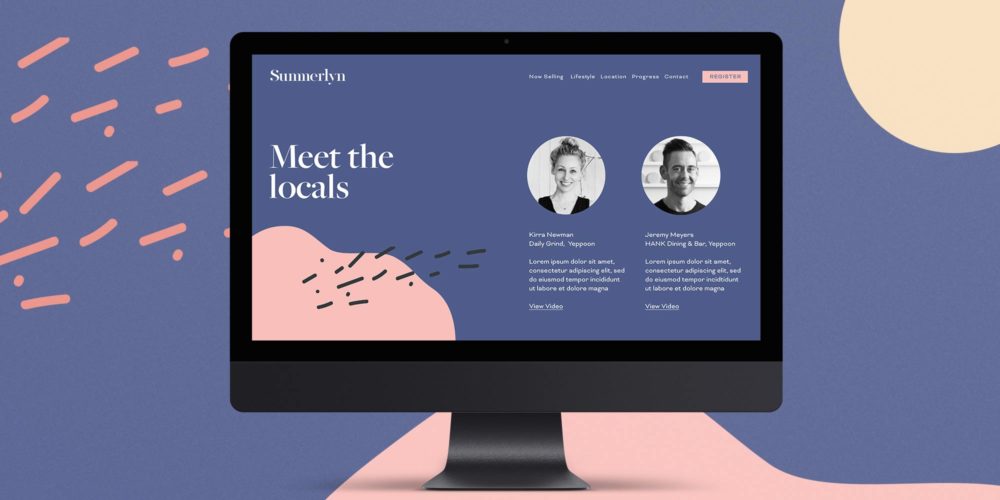 Summerlyn
Now Selling Lifestyle Location Progress Contact REGISTER
Meet the
locals
Kirra Newman
Daily Grind, Yeppoon
Lorem ipsum dolor sit amet,
consectetur adipiscing elit, sed
do eiusmod tempor incididunt
ut labore et dolore magna
View Video
Jeremy Meyers
HANK Dining & Bar, Yeppoon
Lorem ipsum dolor sit amet,
consectetur adipiscing elit, sed
do eiusmod tempor incidtidunt
ut labore et dolore magna
View Video